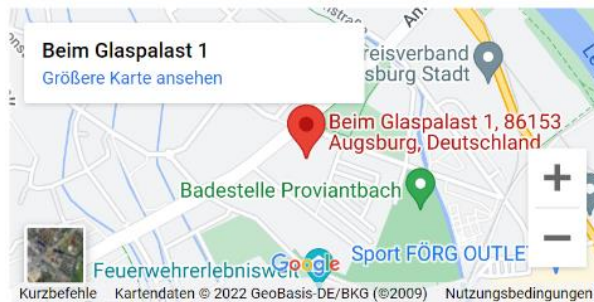 Beim Glaspalast 1
Größere Karte ansehen
reisverband
sburg Stadt
Beim Glaspalast 1, 86153
Augsburg, Deutschland
Badestelle Proviantbach
Sport FÖRG OUTLE
Feuerwehrerlebniswelt
Google
Kurzbefehle
Kartendaten © 2022 GeoBasis-DE/BKG (©2009)
Nutzungsbedingungen